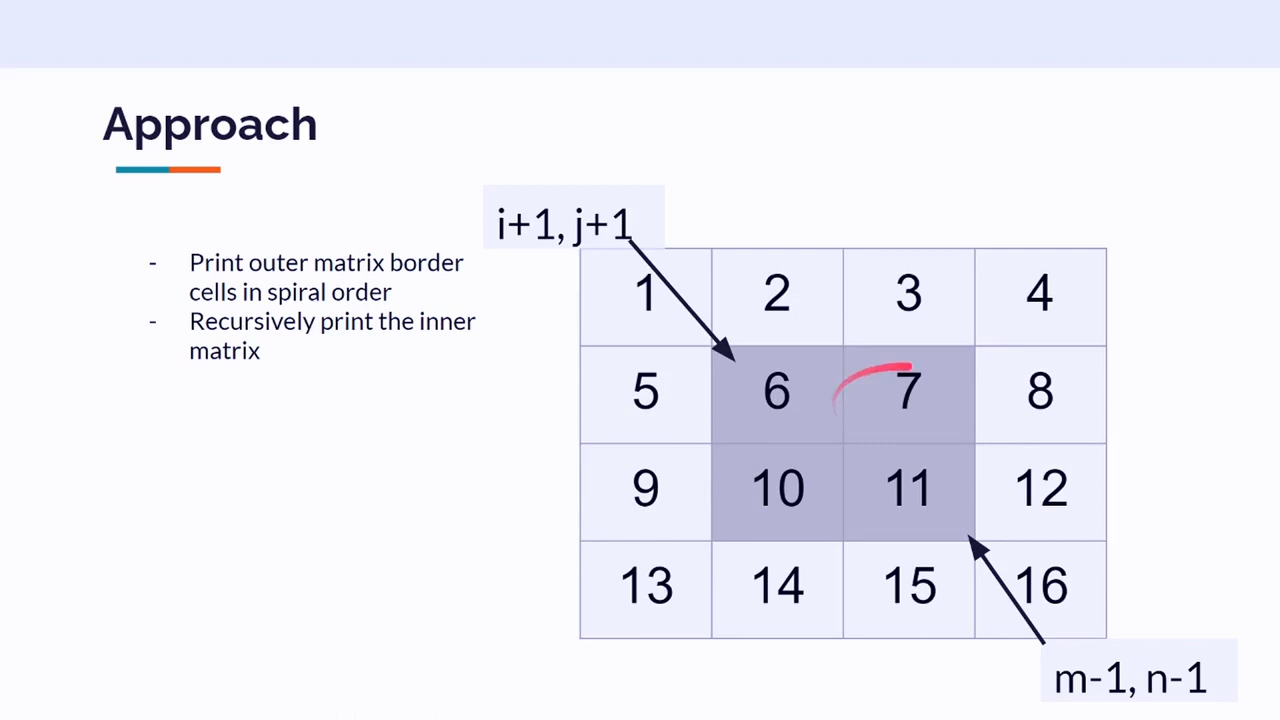 Approach
- Print outer matrix border
cells in spiral order
- Recursively print the inner
matrix
i+1, j+1
1 2 3 4
5 6 7 8
9 10 11 12
13 14 15 16
m-1, n-1